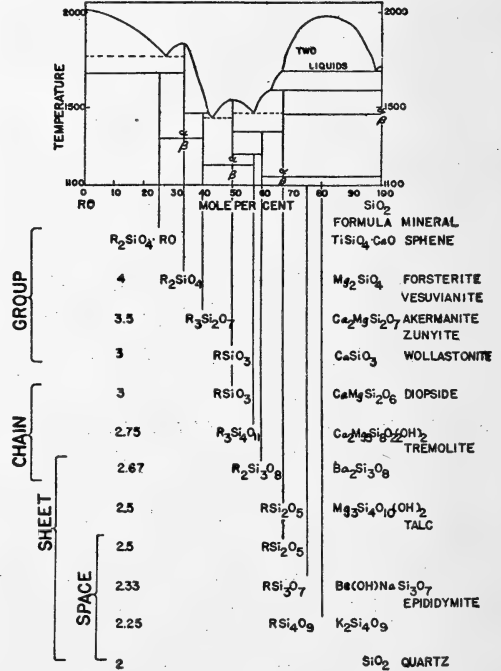 2000
2000
TWO
LIQUIDS
TEMPERATURE
1500
1500
α
β
α
β
α
β
α
β
1100
1100
0 10 20 30 40 50 60 70 80 90 100
RO MOLE PER CENT SiO2
FORMULA MINERAL
R2SiO4·RO TiSiO4·CaO SPHENE
GROUP
4 R2SiO4 Mg2SiO4 FORSTERITE
VESUVIANITE
3.5 R3Si2O7 Ca2MgSi2O7 AKERMANITE
ZUNYITE
3 RSiO3 CaSiO3 WOLLASTONITE
CHAIN
3 RSiO3 CaMgSi2O6 DIOPSIDE
2.75 R3Si4O11 (OH)2
TREMOLITE
2.67 R2Si3O8 Ba2Si3O8
SHEET
2.5 RSi2O5 Mg3Si4O10(OH)2
TALC
SPACE
2.5 RSi2O5
2.33 RSi3O7 Be(OH)NaSi3O7
EPIDIDYMITE
2.25 RSi4O9 K2Si4O9
2 SiO2 QUARTZ